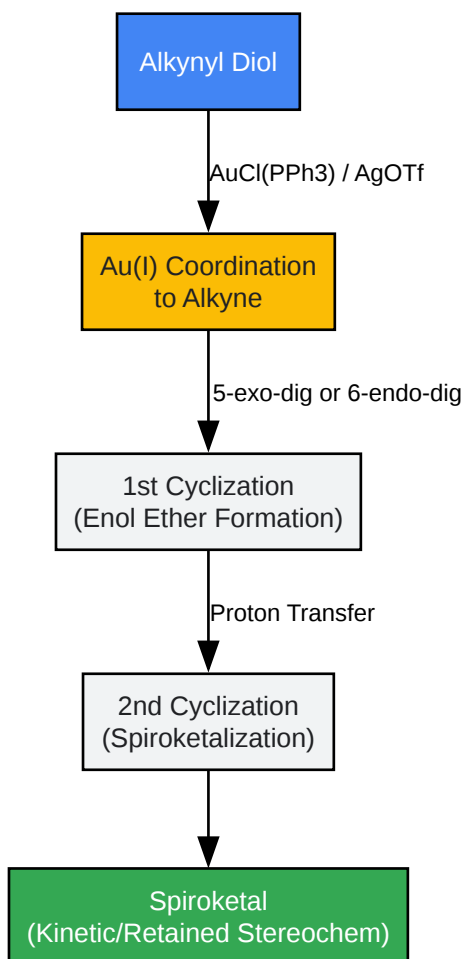 Alkynyl Diol
AuCl(PPh3) / AgOTf
Au(I) Coordination
to Alkyne
5-exo-dig or 6-endo-dig
1st Cyclization
(Enol Ether Formation)
Proton Transfer
2nd Cyclization
(Spiroketalization)
Spiroketal
(Kinetic/Retained Stereochem)